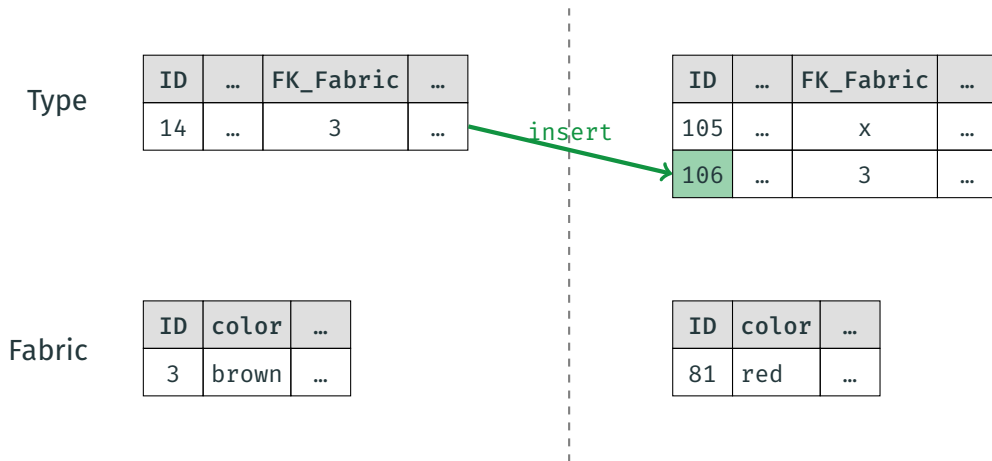 Type
ID … FK_Fabric …
14 … 3 …
insert
ID … FK_Fabric …
105 … x …
106 … 3 …
Fabric
ID color …
3 brown …
ID color …
81 red …